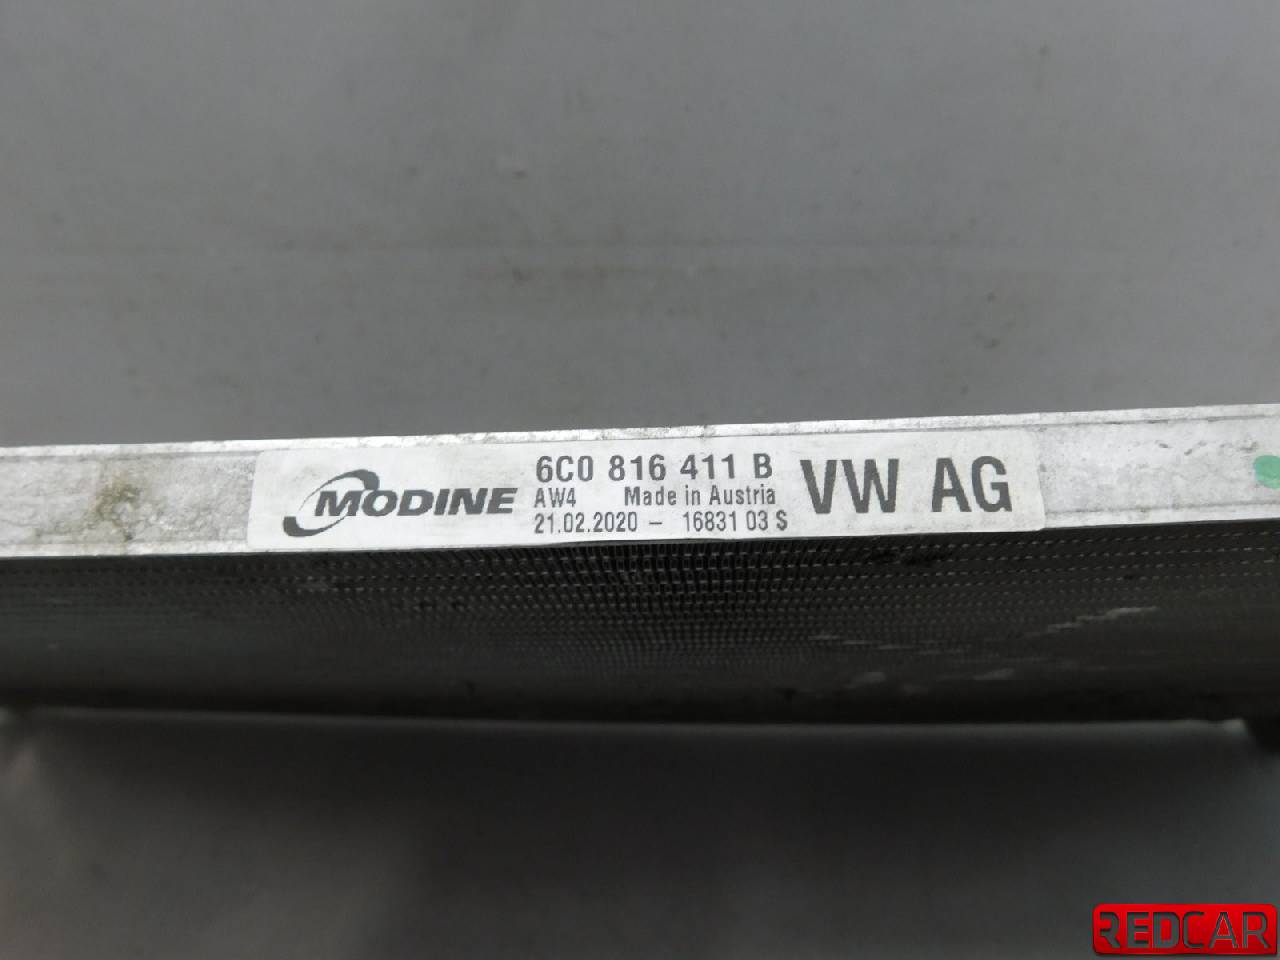 MODINE
6C0 816 411 B
AW4 Made in Austria
21.02.2020 - 16831 03 S
VW AG
REDCAR